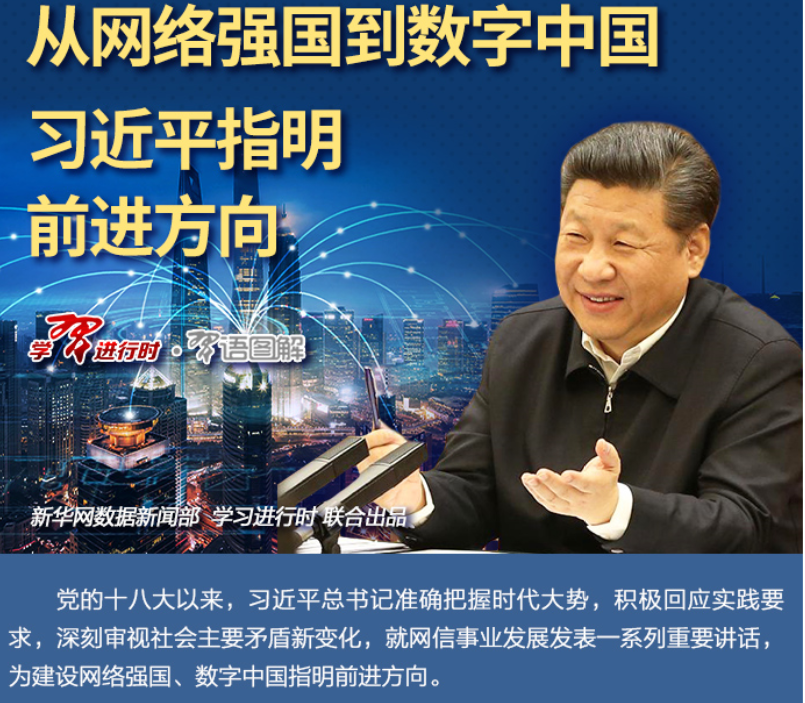 从网络强国到数字中国
习近平指明
前进方向
学习进行时·习语图解
新华网数据新闻部 学习进行时 联合出品
党的十八大以来，习近平总书记准确把握时代大势，积极回应实践要
求，深刻审视社会主要矛盾新变化，就网信事业发展发表一系列重要讲话，
为建设网络强国、数字中国指明前进方向。